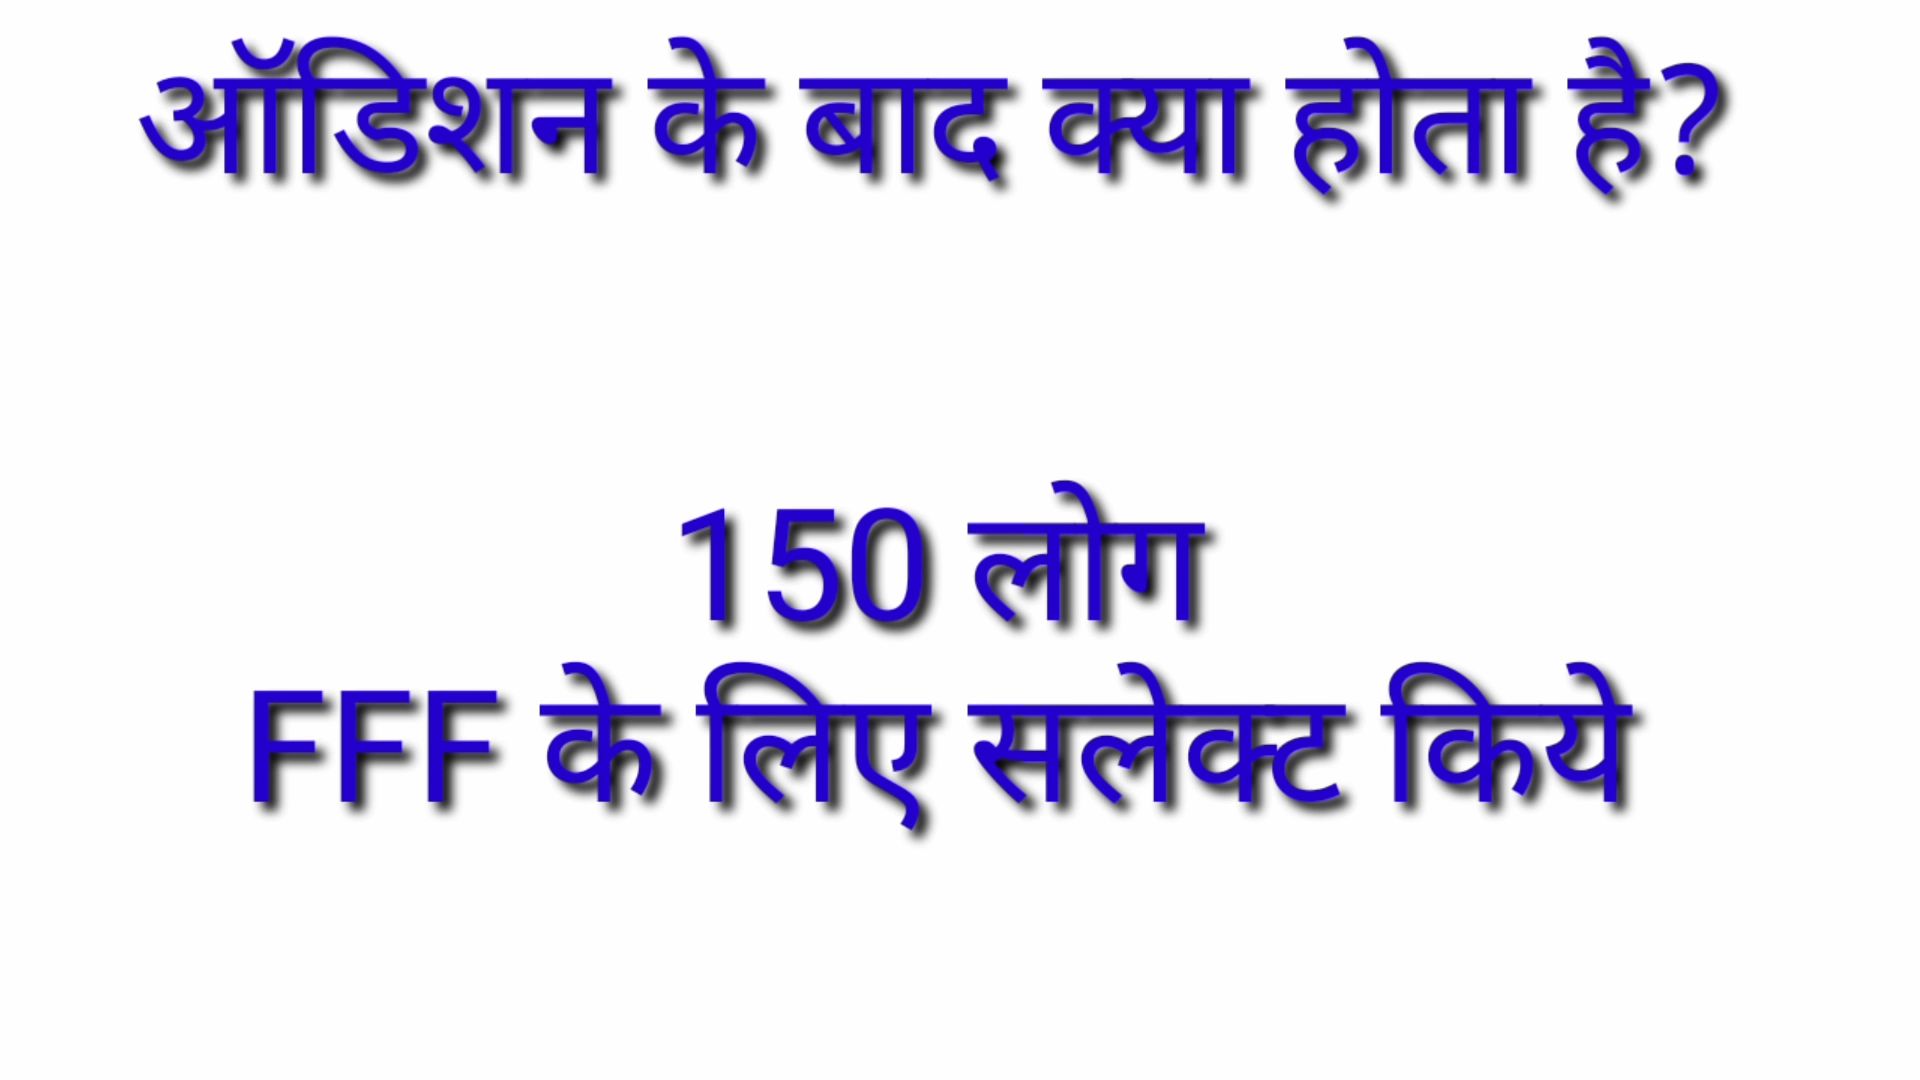 ऑडिशन के बाद क्या होता है?
150 लोग
FFF के लिए सलेक्ट किये